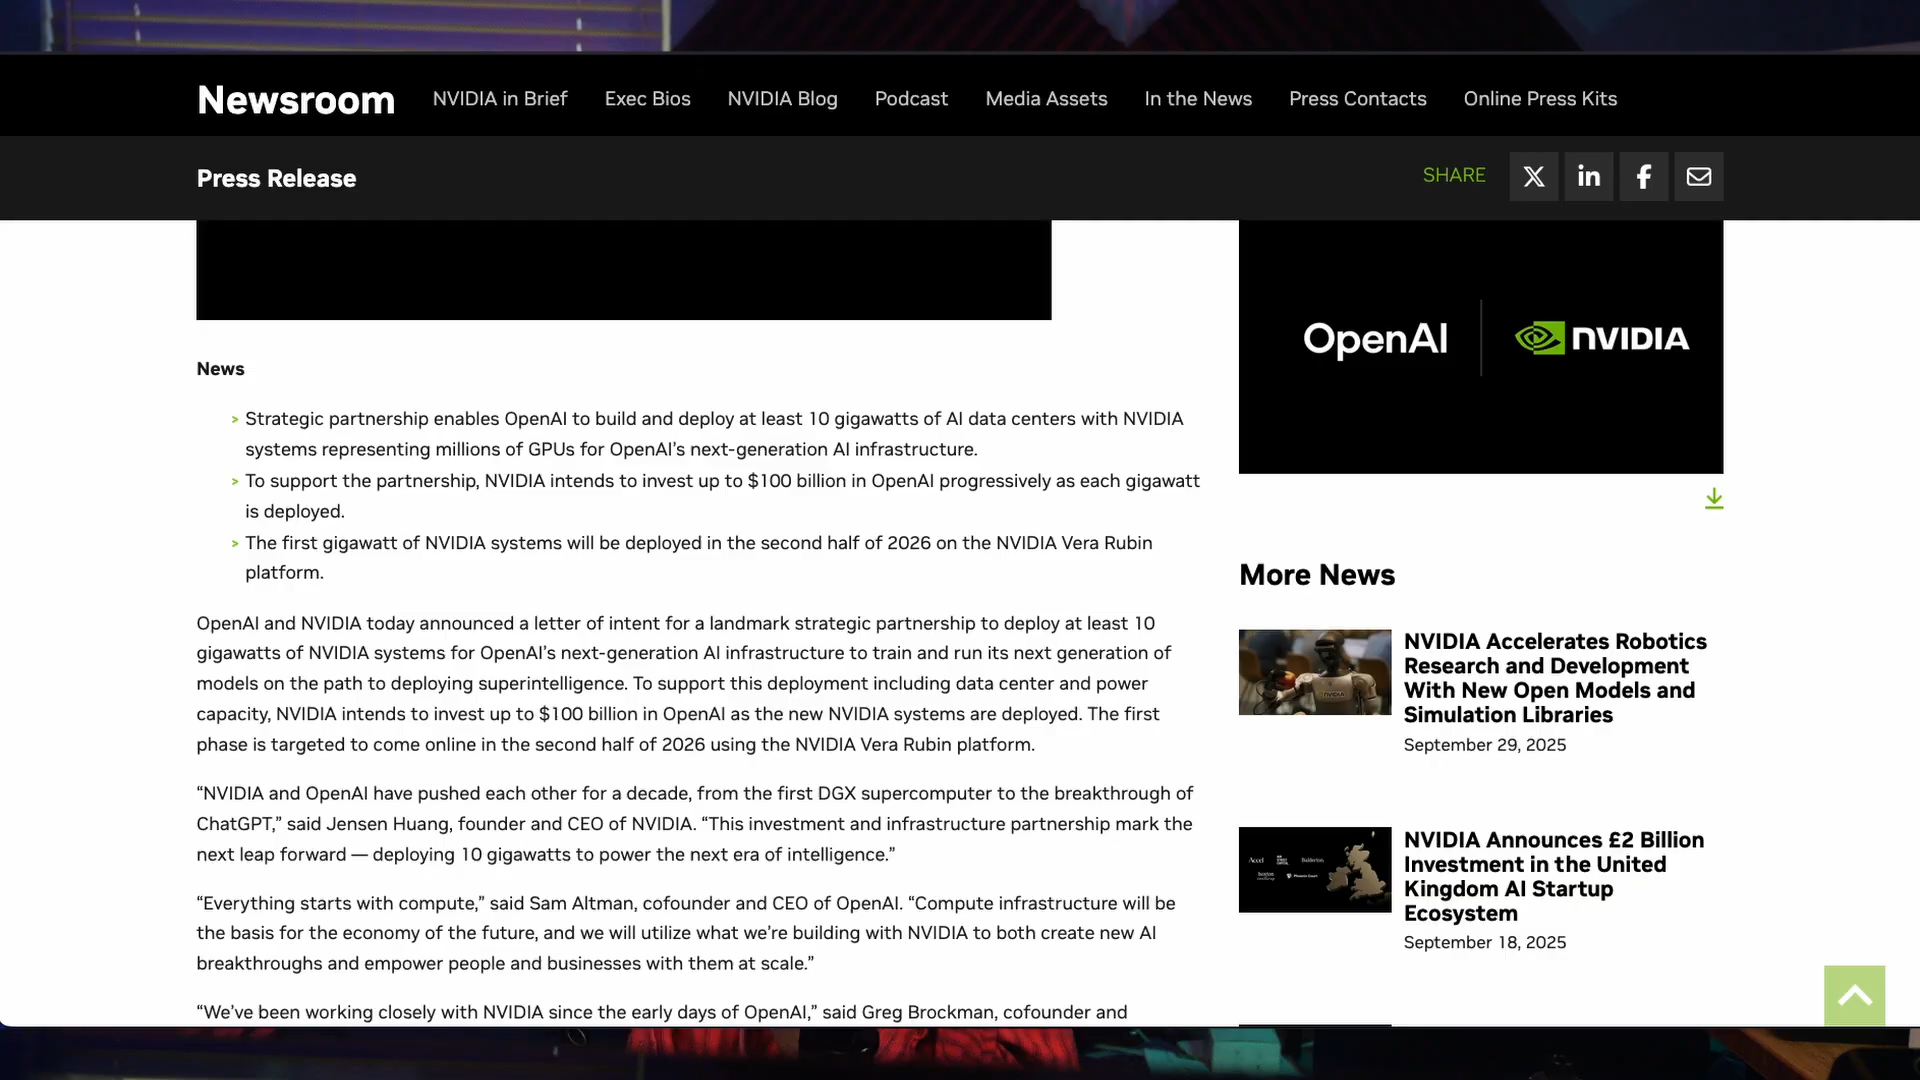 Newsroom
NVIDIA in Brief
Exec Bios
NVIDIA Blog
Podcast
Media Assets
In the News
Press Contacts
Online Press Kits
Press Release
SHARE
News
> Strategic partnership enables OpenAI to build and deploy at least 10 gigawatts of AI data centers with NVIDIA
systems representing millions of GPUs for OpenAI’s next-generation AI infrastructure.
> To support the partnership, NVIDIA intends to invest up to $100 billion in OpenAI progressively as each gigawatt
is deployed.
> The first gigawatt of NVIDIA systems will be deployed in the second half of 2026 on the NVIDIA Vera Rubin
platform.
OpenAI and NVIDIA today announced a letter of intent for a landmark strategic partnership to deploy at least 10
gigawatts of NVIDIA systems for OpenAI’s next-generation AI infrastructure to train and run its next generation of
models on the path to deploying superintelligence. To support this deployment including data center and power
capacity, NVIDIA intends to invest up to $100 billion in OpenAI as the new NVIDIA systems are deployed. The first
phase is targeted to come online in the second half of 2026 using the NVIDIA Vera Rubin platform.
“NVIDIA and OpenAI have pushed each other for a decade, from the first DGX supercomputer to the breakthrough of
ChatGPT,” said Jensen Huang, founder and CEO of NVIDIA. “This investment and infrastructure partnership mark the
next leap forward — deploying 10 gigawatts to power the next era of intelligence.”
“Everything starts with compute,” said Sam Altman, cofounder and CEO of OpenAI. “Compute infrastructure will be
the basis for the economy of the future, and we will utilize what we’re building with NVIDIA to both create new AI
breakthroughs and empower people and businesses with them at scale.”
“We’ve been working closely with NVIDIA since the early days of OpenAI,” said Greg Brockman, cofounder and
OpenAI
NVIDIA
More News
NVIDIA Accelerates Robotics
Research and Development
With New Open Models and
Simulation Libraries
September 29, 2025
NVIDIA Announces £2 Billion
Investment in the United
Kingdom AI Startup
Ecosystem
September 18, 2025